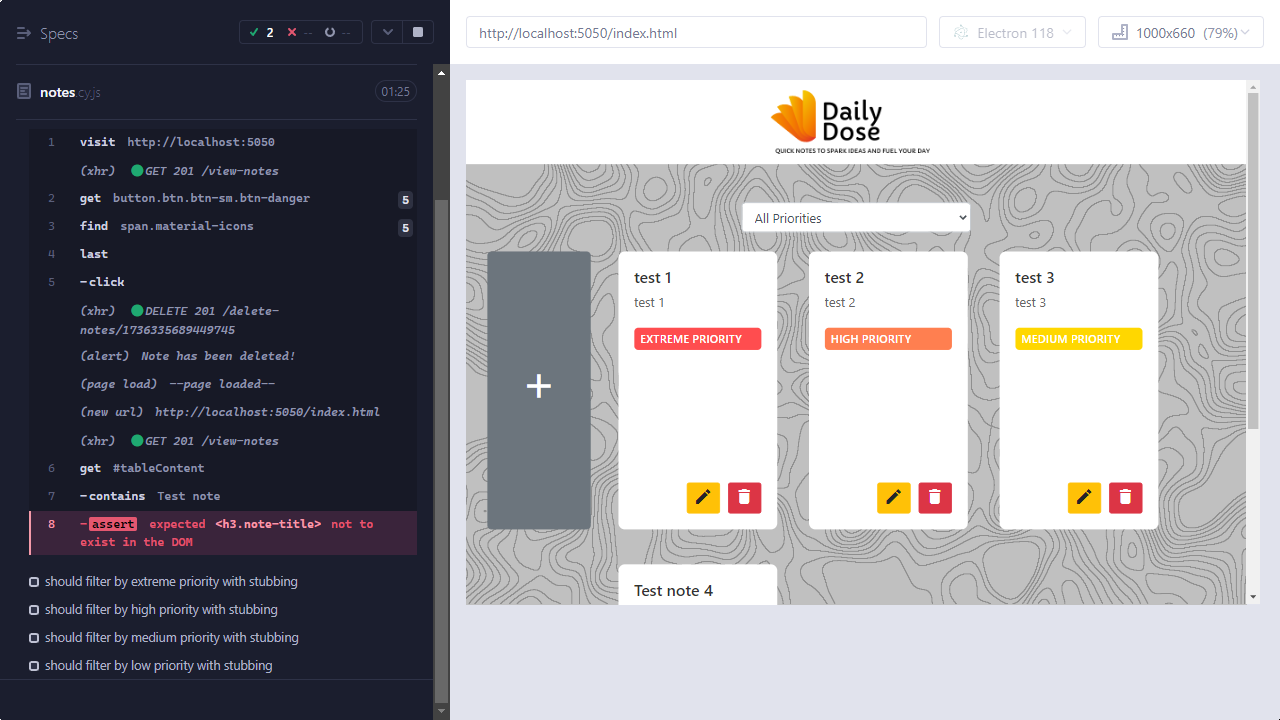 Specs
2
--
--
notes.cy.js
01:25
1 visit http://localhost:5050
(xhr) GET 201 /view-notes
2 get button.btn.btn-sm.btn-danger 5
3 find span.material-icons 5
4 last
5 -click
(xhr) DELETE 201 /delete-
notes/1736335689449745
(alert) Note has been deleted!
(page load) --page loaded--
(new url) http://localhost:5050/index.html
(xhr) GET 201 /view-notes
6 get #tableContent
7 -contains Test note
8 -assert expected <h3.note-title> not to
exist in the DOM
should filter by extreme priority with stubbing
should filter by high priority with stubbing
should filter by medium priority with stubbing
should filter by low priority with stubbing
http://localhost:5050/index.html
Electron 118
1000x660 (79%)
Daily
Dose
QUICK NOTES TO SPARK IDEAS AND FUEL YOUR DAY
All Priorities
+
test 1
test 1
EXTREME PRIORITY
test 2
test 2
HIGH PRIORITY
test 3
test 3
MEDIUM PRIORITY
Test note 4